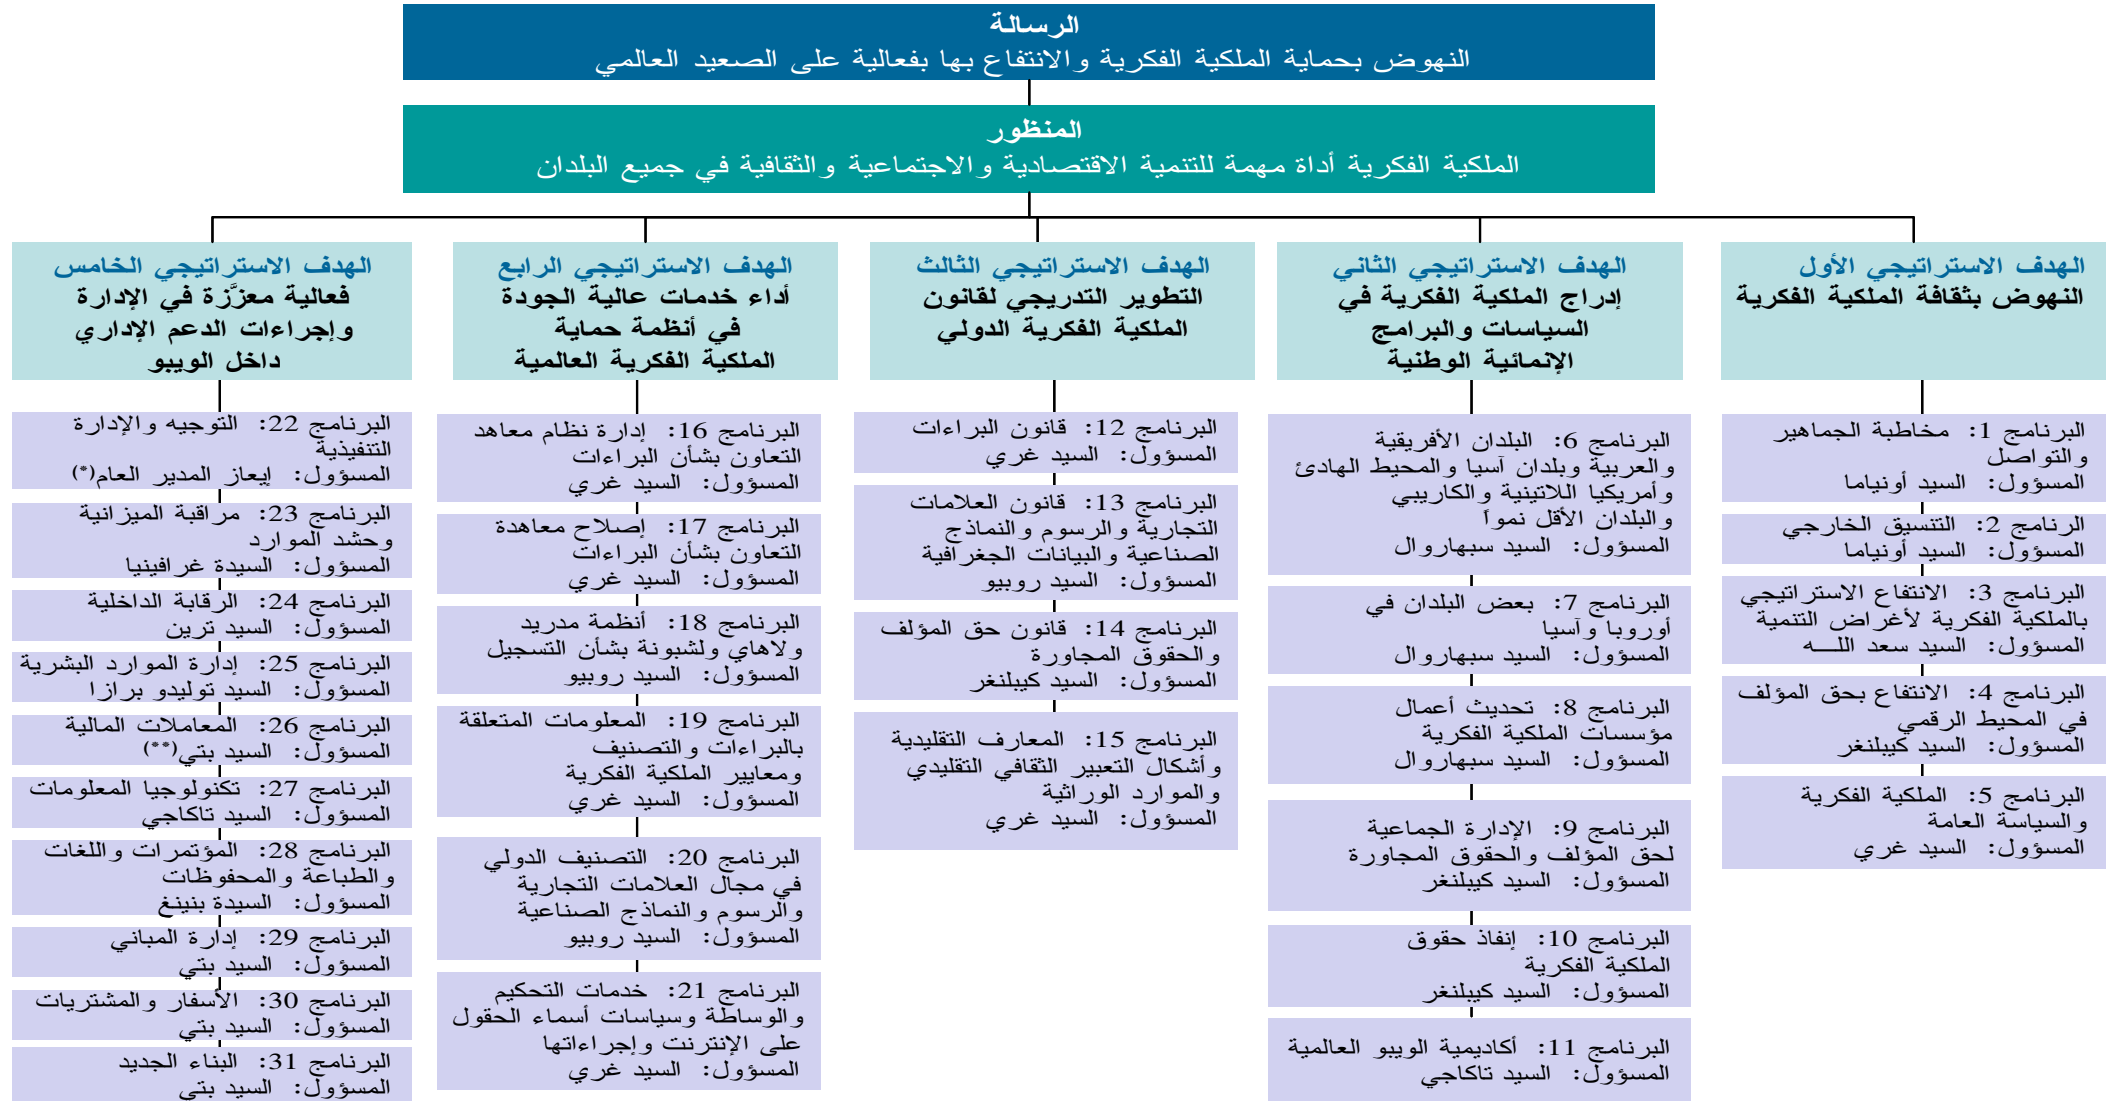 الرسالة
النهوض بحماية الملكية الفكرية والانتفاع بها بفعالية على الصعيد العالمي
المنظور
الملكية الفكرية أداة مهمة للتنمية الاقتصادية والاجتماعية والثقافية في جميع البلدان
الهدف الاستراتيجي الأول
النهوض بثقافة الملكية الفكرية
البرنامج 1: مخاطبة الجماهير
والتواصل
المسؤول: السيد أونياما
الرنامج 2: التنسيق الخارجي
المسؤول: السيد أونياما
البرنامج 3: الانتفاع الاستراتيجي
بالملكية الفكرية لأغراض التنمية
المسؤول: السيد سعد اللـــه
البرنامج 4: الانتفاع بحق المؤلف
في المحيط الرقمي
المسؤول: السيد كيبلنغر
البرنامج 5: الملكية الفكرية
والسياسة العامة
المسؤول: السيد غري
الهدف الاستراتيجي الثاني
إدراج الملكية الفكرية في
السياسات والبرامج
الإنمائية الوطنية
البرنامج 6: البلدان الأفريقية
والعربية وبلدان آسيا والمحيط الهادئ
وأمريكيا اللاتينية والكاريبي
والبلدان الأقل نمواً
المسؤول: السيد سبهاروال
البرنامج 7: بعض البلدان في
أوروبا وآسيا
المسؤول: السيد سبهاروال
البرنامج 8: تحديث أعمال
مؤسسات الملكية الفكرية
المسؤول: السيد سبهاروال
البرنامج 9: الإدارة الجماعية
لحق المؤلف والحقوق المجاورة
المسؤول: السيد كيبلنغر
البرنامج 10: إنفاذ حقوق
الملكية الفكرية
المسؤول: السيد كيبلنغر
البرنامج 11: أكاديمية الويبو العالمية
المسؤول: السيد تاكاجي
الهدف الاستراتيجي الثالث
التطوير التدريجي لقانون
الملكية الفكرية الدولي
البرنامج 12: قانون البراءات
المسؤول: السيد غري
البرنامج 13: قانون العلامات
التجارية والرسوم والنماذج
الصناعية والبيانات الجغرافية
المسؤول: السيد روبيو
البرنامج 14: قانون حق المؤلف
والحقوق المجاورة
المسؤول: السيد كيبلنغر
البرنامج 15: المعارف التقليدية
وأشكال التعبير الثقافي التقليدي
والموارد الوراثية
المسؤول: السيد غري
الهدف الاستراتيجي الرابع
أداء خدمات عالية الجودة
في أنظمة حماية
الملكية الفكرية العالمية
البرنامج 16: إدارة نظام معاهد
التعاون بشأن البراءات
المسؤول: السيد غري
البرنامج 17: إصلاح معاهدة
التعاون بشأن البراءات
المسؤول: السيد غري
البرنامج 18: أنظمة مدريد
ولاهاي ولشبونة بشأن التسجيل
المسؤول: السيد روبيو
البرنامج 19: المعلومات المتعلقة
بالبراءات والتصنيف
ومعايير الملكية الفكرية
المسؤول: السيد غري
البرنامج 20: التصنيف الدولي
في مجال العلامات التجارية
والرسوم والنماذج الصناعية
المسؤول: السيد روبيو
البرنامج 21: خدمات التحكيم
والوساطة وسياسات أسماء الحقول
على الإنترنت وإجراءاتها
المسؤول: السيد غري
الهدف الاستراتيجي الخامس
فعالية معزَّزة في الإدارة
وإجراءات الدعم الإداري
داخل الويبو
البرنامج 22: التوجيه والإدارة
التنفيذية
المسؤول: إيعاز المدير العام(*)
البرنامج 23: مراقبة الميزانية
وحشد الموارد
المسؤول: السيدة غرافينيا
البرنامج 24: الرقابة الداخلية
المسؤول: السيد ترين
البرنامج 25: إدارة الموارد البشرية
المسؤول: السيد توليدو برازا
البرنامج 26: المعاملات المالية
المسؤول: السيد بتي(**)
البرنامج 27: تكنولوجيا المعلومات
المسؤول: السيد تاكاجي
البرنامج 28: المؤتمرات واللغات
والطباعة والمحفوظات
المسؤول: السيدة بنينغ
البرنامج 29: إدارة المباني
المسؤول: السيد بتي
البرنامج 30: الأسفار والمشتريات
المسؤول: السيد بتي
البرنامج 31: البناء الجديد
المسؤول: السيد بتي